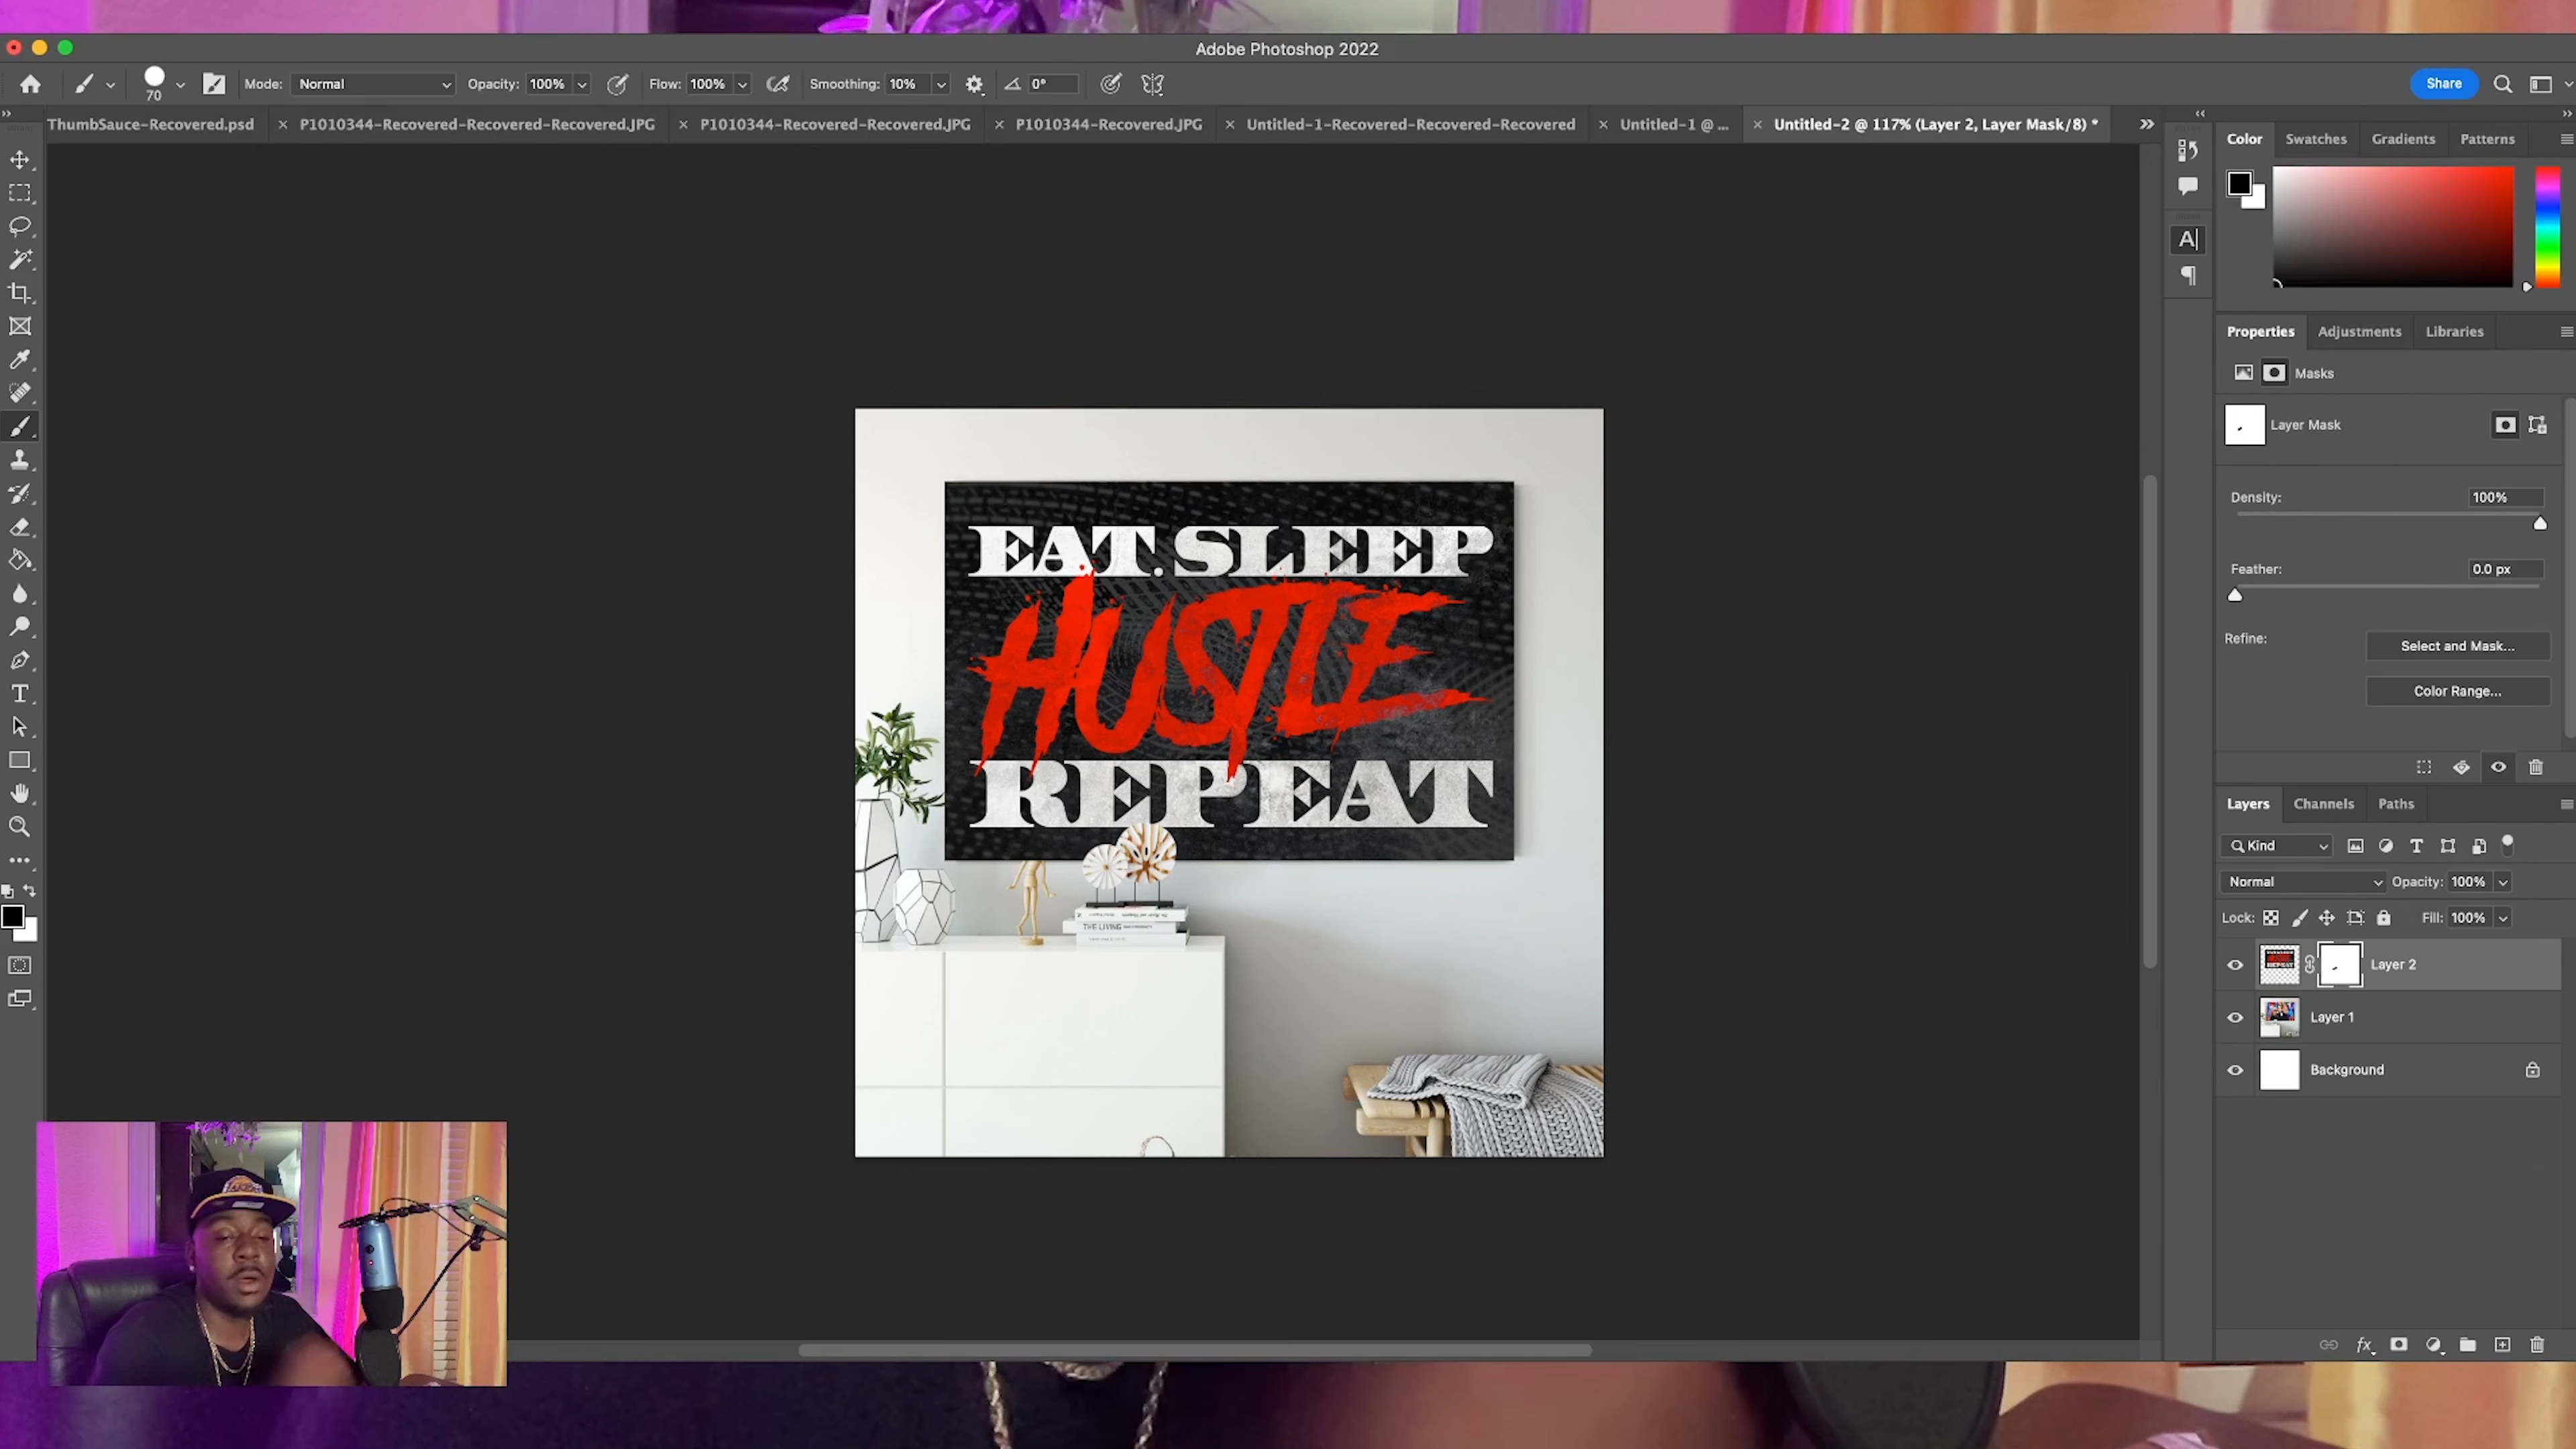 Adobe Photoshop 2022
70
Mode: Normal
Opacity: 100%
Flow: 100%
Smoothing: 10%
0°
Share
ThumbSauce-Recovered.psd
× P1010344-Recovered-Recovered-Recovered.JPG
× P1010344-Recovered-Recovered.JPG
× P1010344-Recovered.JPG
× Untitled-1-Recovered-Recovered-Recovered
× Untitled-1 @ ...
× Untitled-2 @ 117% (Layer 2, Layer Mask/8) *
Color Swatches Gradients Patterns
Properties Adjustments Libraries
Masks
Layer Mask
Density: 100%
Feather: 0.0 px
Refine: Select and Mask...
Color Range...
Layers Channels Paths
Kind
Normal Opacity: 100%
Lock: Fill: 100%
Layer 2
Layer 1
Background
EAT.SLEEP
HUSTLE
REPEAT
THE LIVING